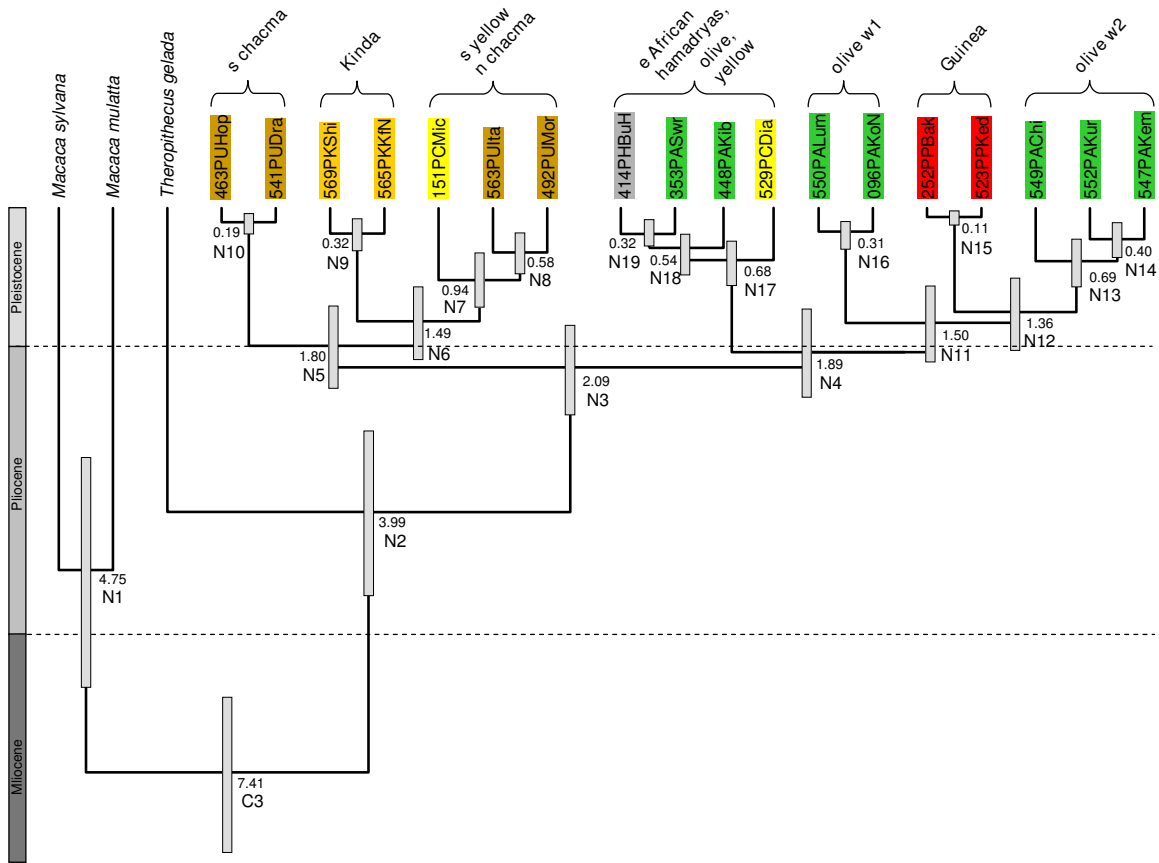 s chacma
Kinda
s yellow
n chacma
e African
hamadryas,
olive,
yellow
olive w1
Guinea
olive w2
Macaca sylvana
Macaca mulatta
Theropithecus gelada
463PUHop
541PUDra
569PKShi
565PKKfN
151PCMic
563PUIta
492PUMor
414PHBuH
353PASwr
448PAKib
529PCDia
550PALum
096PAKoN
252PPBak
523PPKed
549PAChi
552PAKur
547PAKem
Pleistocene
Pliocene
Mliocene
0.19
N10
0.32
N9
0.58
N8
0.94
N7
0.32
N19
0.54
N18
0.68
N17
0.31
N16
0.11
N15
0.40
N14
0.69
N13
1.49
N6
1.80
N5
1.36
N12
1.50
N11
1.89
N4
2.09
N3
3.99
N2
4.75
N1
7.41
C3